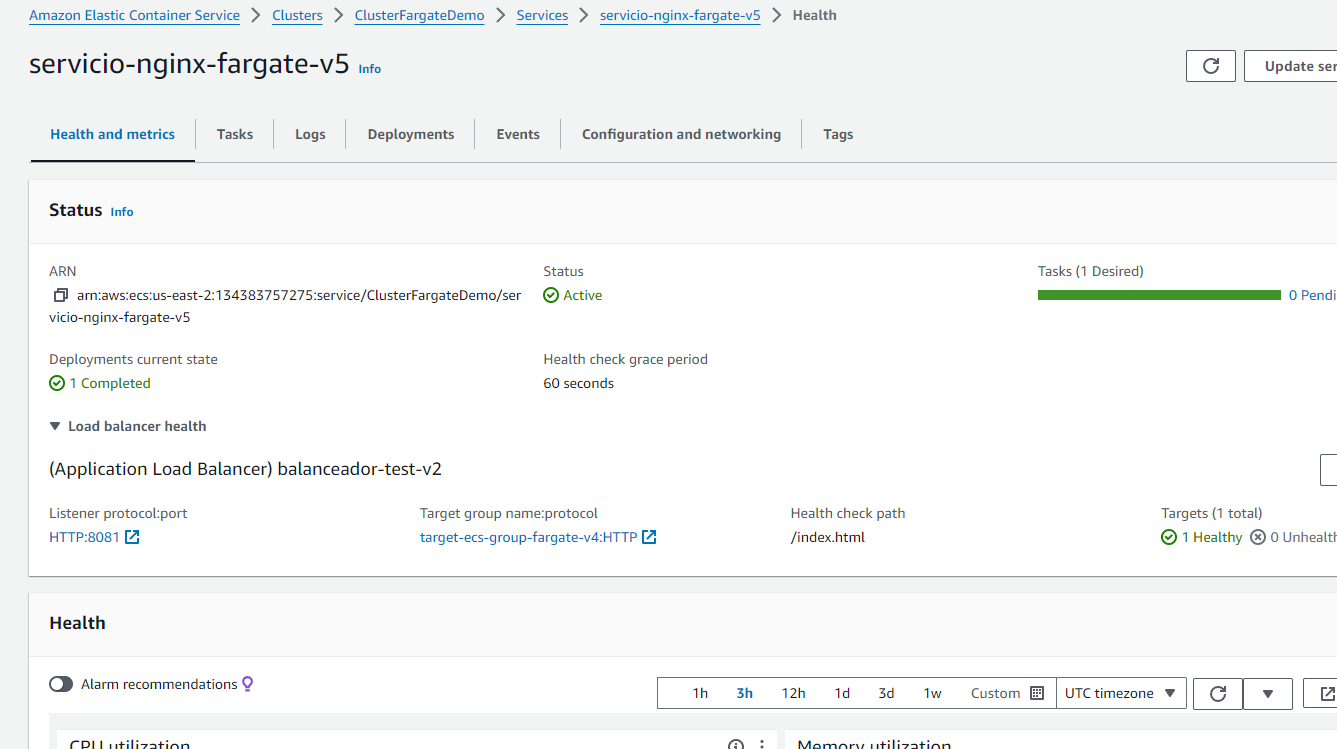 Amazon Elastic Container Service > Clusters > ClusterFargateDemo > Services > servicio-nginx-fargate-v5 > Health
servicio-nginx-fargate-v5 Info
Update ser
Health and metrics Tasks Logs Deployments Events Configuration and networking Tags
Status Info
ARN Status Tasks (1 Desired)
arn:aws:ecs:us-east-2:134383757275:service/ClusterFargateDemo/ser Active 0 Pendi
vicio-nginx-fargate-v5
Deployments current state Health check grace period
1 Completed 60 seconds
Load balancer health
(Application Load Balancer) balanceador-test-v2
Listener protocol:port Target group name:protocol Health check path Targets (1 total)
HTTP:8081 target-ecs-group-fargate-v4:HTTP /index.html 1 Healthy 0 Unhealth
Health
Alarm recommendations 1h 3h 12h 1d 3d 1w Custom UTC timezone
CPU utilization Memory utilization